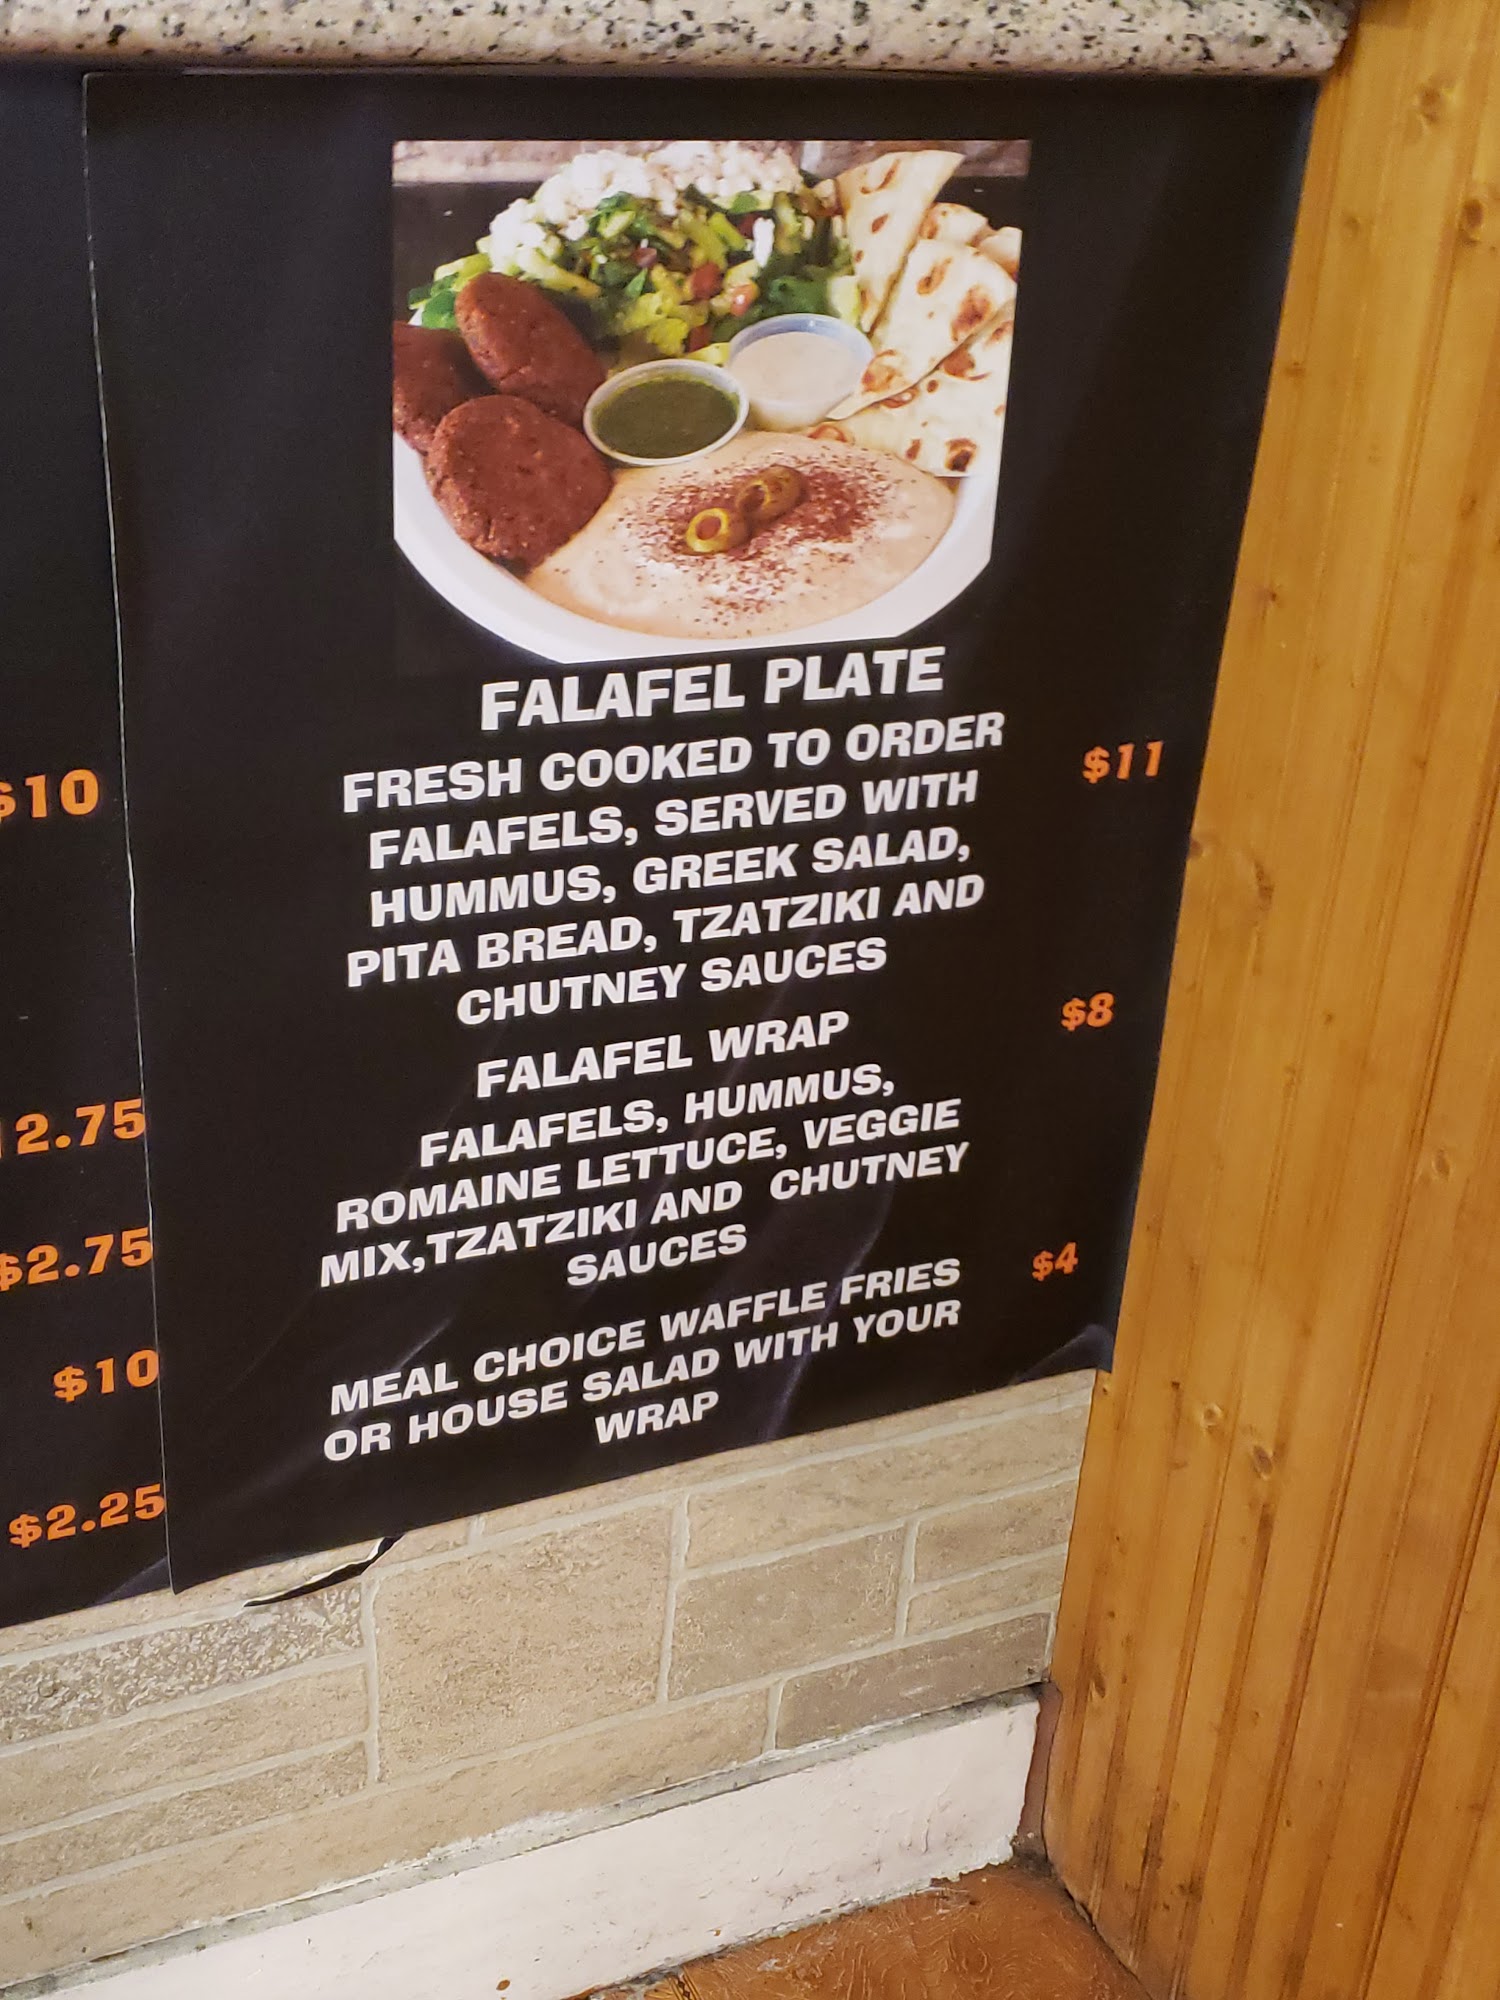 FALAFEL PLATE
FRESH COOKED TO ORDER
FALAFELS, SERVED WITH
HUMMUS, GREEK SALAD,
PITA BREAD, TZATZIKI AND
CHUTNEY SAUCES
$11
FALAFEL WRAP
FALAFELS, HUMMUS,
ROMAINE LETTUCE, VEGGIE
MIX,TZATZIKI AND CHUTNEY
SAUCES
$8
MEAL CHOICE WAFFLE FRIES
OR HOUSE SALAD WITH YOUR
WRAP
$4
$10
12.75
$2.75
$10
$2.25